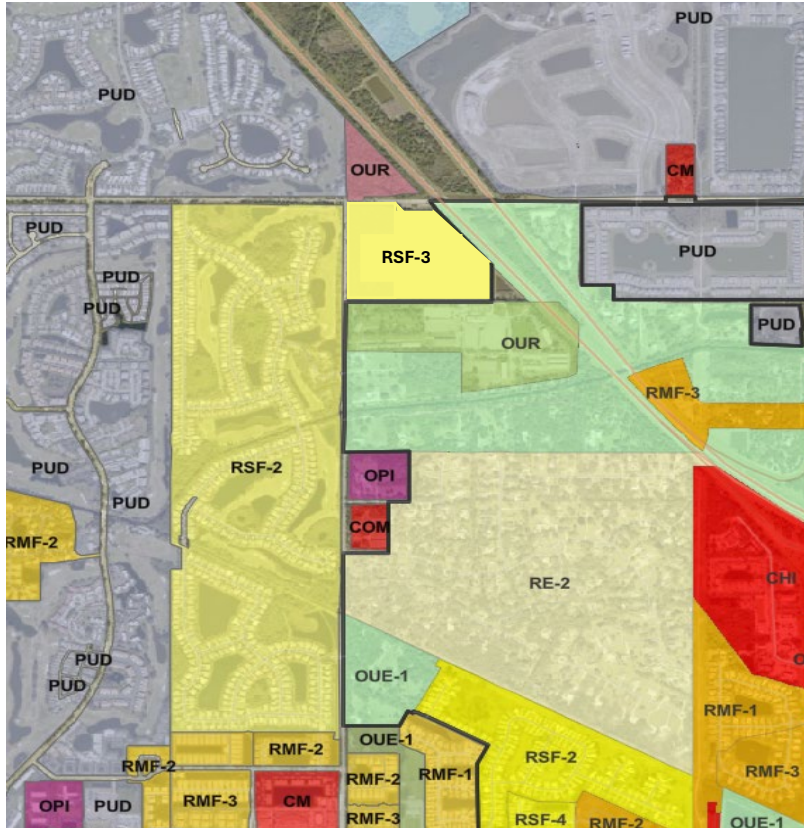 PUD
PUD
OUR
CM
PUD
PUD
RSF-3
PUD
PUD
PUD
OUR
RMF-3
RSF-2
PUD
OPI
PUD
RMF-2
COM
CHI
RE-2
PUD
OUE-1
PUD
RMF-1
OUE-1
RMF-2
RSF-2
RMF-2
RMF-2
RMF-1
RMF-3
OPI
PUD
RMF-3
CM
RMF-3
RSF-4
RMF-2
OUE-1